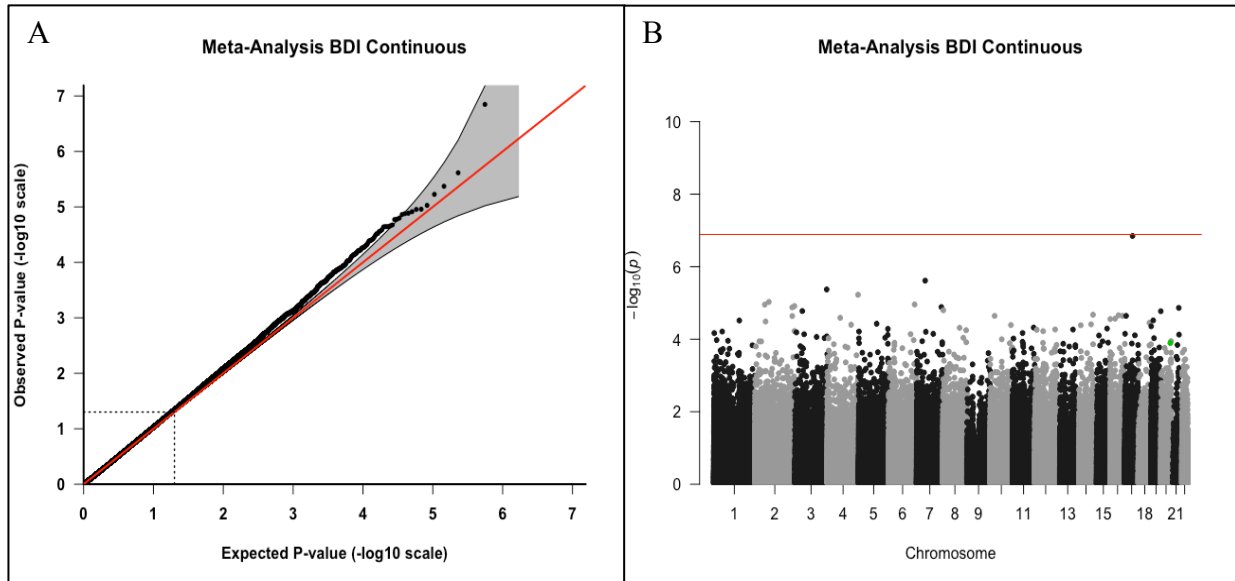 A
Meta-Analysis BDI Continuous
Observed P-value (-log10 scale)
7
6
5
4
3
2
1
0
0 1 2 3 4 5 6 7
Expected P-value (-log10 scale)
B
Meta-Analysis BDI Continuous
−log10(p)
10
8
6
4
2
0
1 2 3 4 5 6 7 8 9 11 13 15 18 21
Chromosome